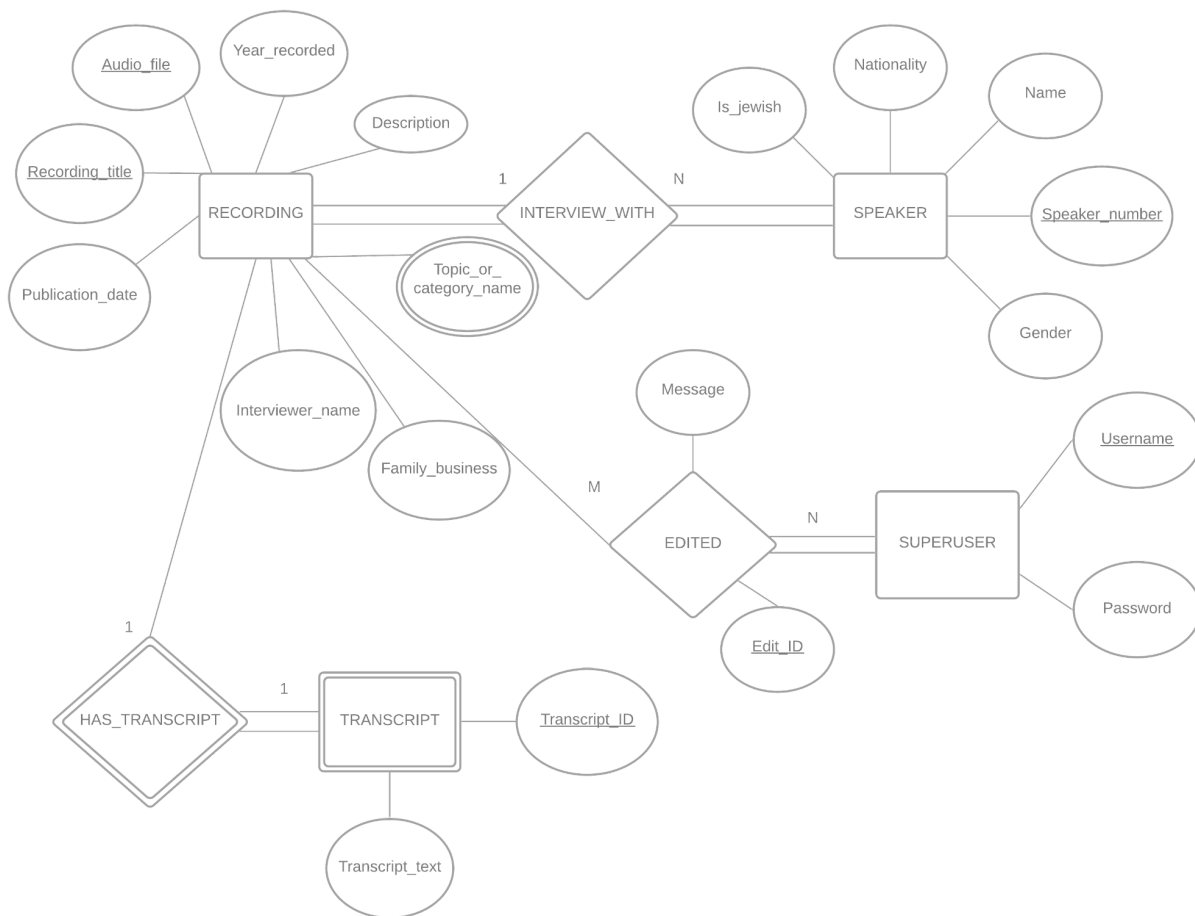 Year_recorded
Audio_file
Nationality
Name
Is_jewish
Description
Recording_title
1
N
RECORDING
INTERVIEW_WITH
SPEAKER
Speaker_number
Topic_or_
category_name
Publication_date
Gender
Message
Interviewer_name
Username
Family_business
M
N
EDITED
SUPERUSER
Password
1
Edit_ID
1
HAS_TRANSCRIPT
TRANSCRIPT
Transcript_ID
Transcript_text